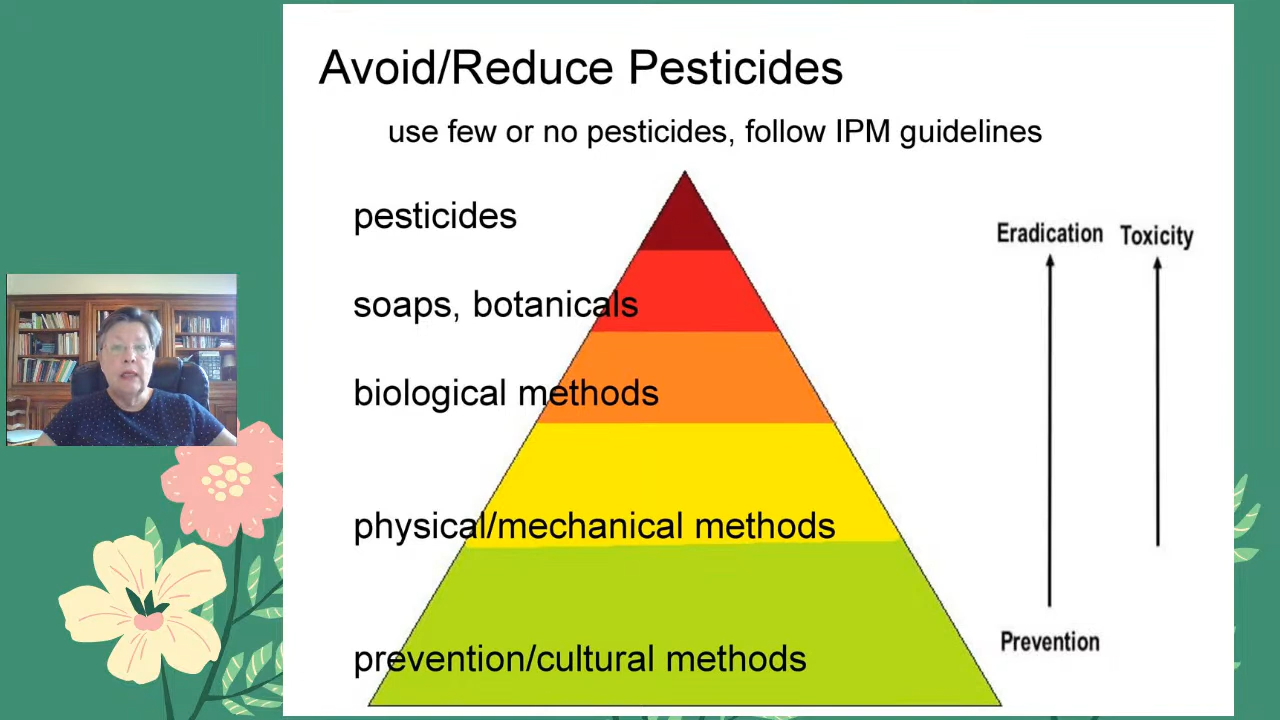 Avoid/Reduce Pesticides
use few or no pesticides, follow IPM guidelines
pesticides
soaps, botanicals
biological methods
physical/mechanical methods
prevention/cultural methods
Eradication
Toxicity
Prevention